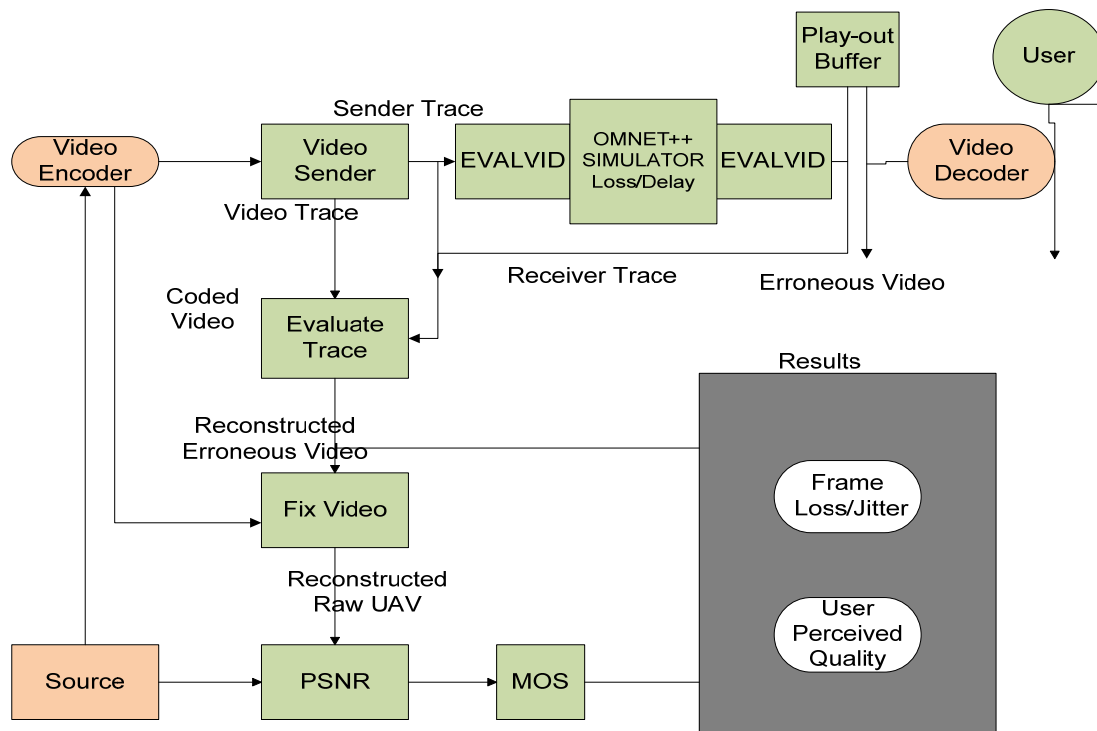 Play-out
Buffer
User
Sender Trace
Video
Encoder
Video
Sender
EVALVID
OMNET++
SIMULATOR
Loss/Delay
EVALVID
Video
Decoder
Video Trace
Receiver Trace
Erroneous Video
Coded
Video
Evaluate
Trace
Results
Reconstructed
Erroneous Video
Fix Video
Frame
Loss/Jitter
Reconstructed
Raw UAV
User
Perceived
Quality
Source
PSNR
MOS